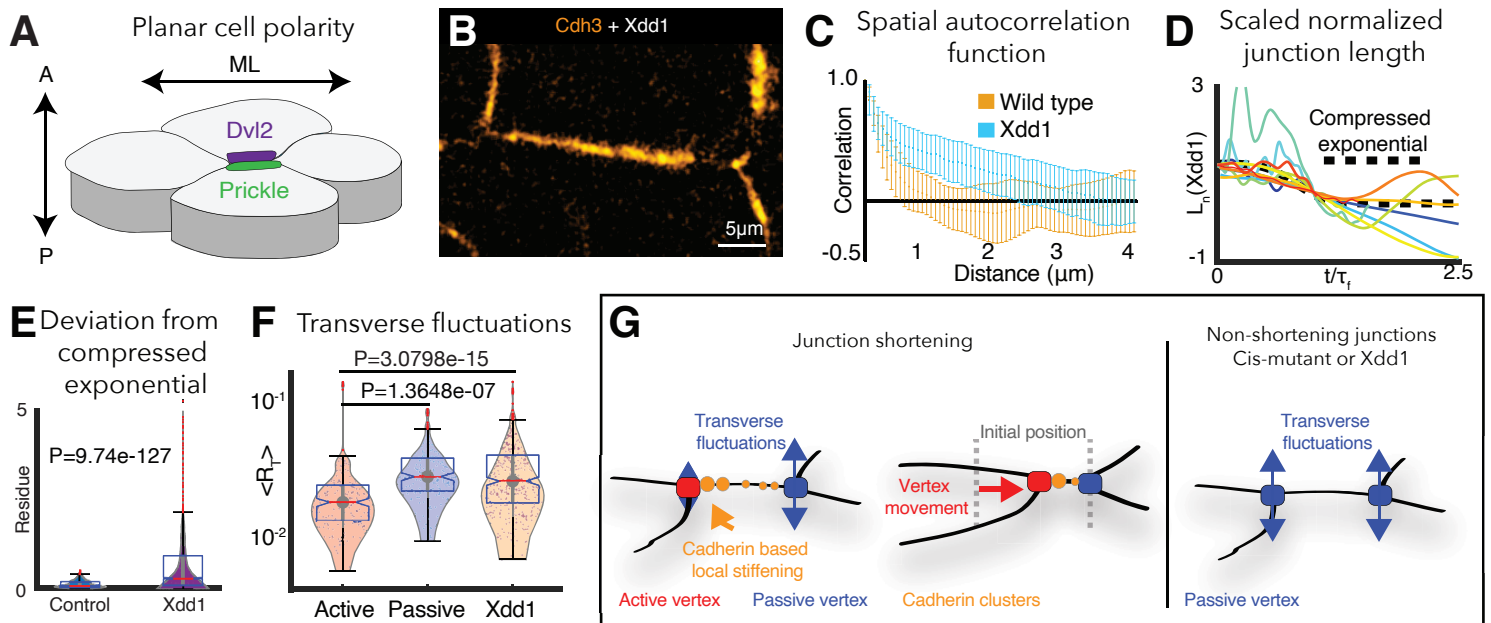 A
Planar cell polarity
A
ML
P
Dvl2
Prickle
B
Cdh3 + Xdd1
5µm
C
Spatial autocorrelation
function
1.0
Wild type
Xdd1
Correlation
-0.5
1
2
3
4
Distance (µm)
D
Scaled normalized
junction length
3
Compressed
exponential
Ln(Xdd1)
-1
0
t/τf
2.5
E
Deviation from
compressed
exponential
5
P=9.74e-127
Residue
0
Control
Xdd1
F
Transverse fluctuations
P=3.0798e-15
10-1
P=1.3648e-07
<RT>
10-2
Active
Passive
Xdd1
G
Junction shortening
Non-shortening junctions
Cis-mutant or Xdd1
Transverse
fluctuations
Initial position
Vertex
movement
Transverse
fluctuations
Cadherin based
local stiffening
Active vertex
Passive vertex
Cadherin clusters
Passive vertex